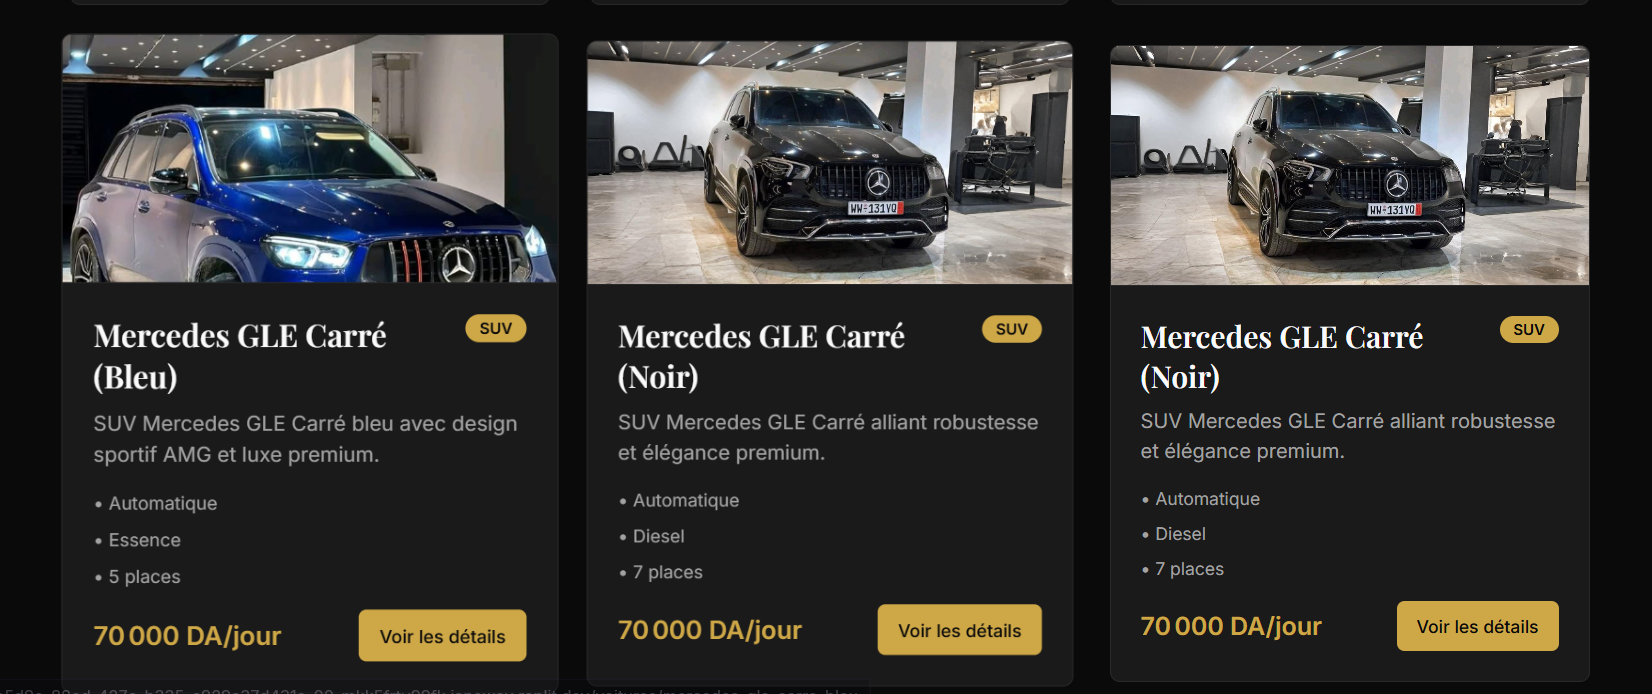 WW-131YQ
WW-131YQ
Mercedes GLE Carré
(Bleu)
SUV
SUV Mercedes GLE Carré bleu avec design
sportif AMG et luxe premium.
• Automatique
• Essence
• 5 places
70 000 DA/jour
Voir les détails
Mercedes GLE Carré
(Noir)
SUV
SUV Mercedes GLE Carré alliant robustesse
et élégance premium.
• Automatique
• Diesel
• 7 places
70 000 DA/jour
Voir les détails
Mercedes GLE Carré
(Noir)
SUV
SUV Mercedes GLE Carré alliant robustesse
et élégance premium.
• Automatique
• Diesel
• 7 places
70 000 DA/jour
Voir les détails